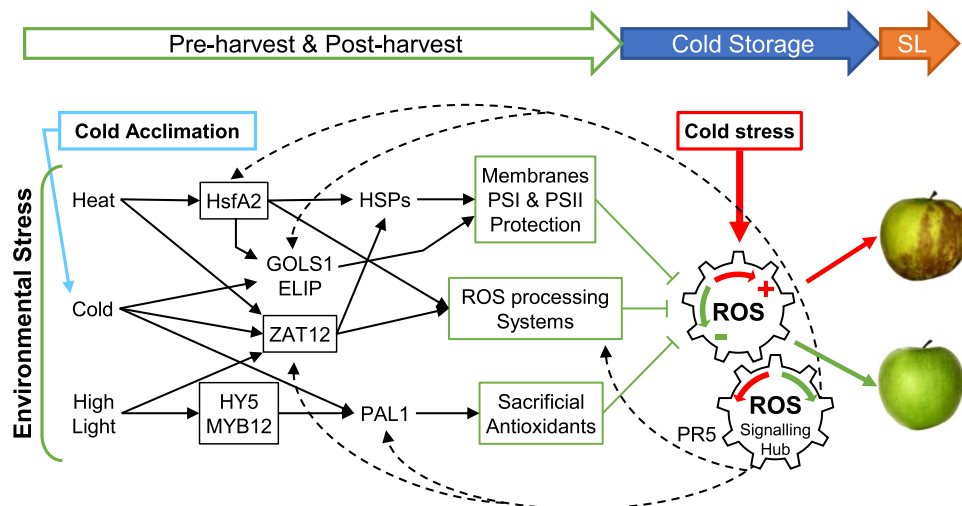 Pre-harvest & Post-harvest
Cold Storage
SL
Cold Acclimation
Cold stress
Environmental Stress
Heat
HsfA2
HSPs
Membranes
PSI & PSII
Protection
GOLS1
ELIP
Cold
ZAT12
ROS processing
Systems
+
ROS
-
High
Light
HY5
MYB12
PAL1
Sacrificial
Antioxidants
PR5
ROS
Signalling
Hub